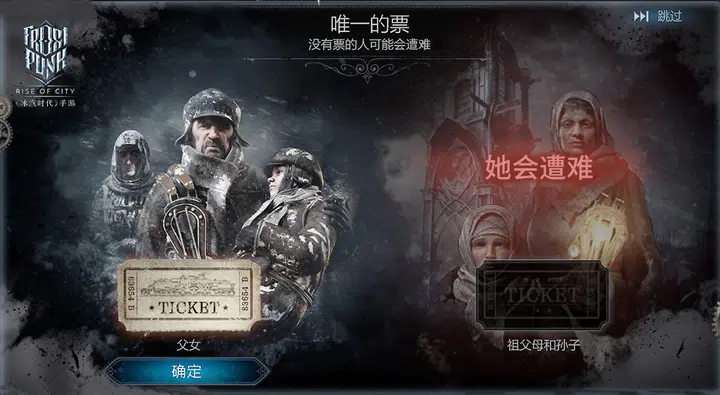 唯一的票
没有票的人可能会遭难
跳过
FROST
PUNK
RISE OF CITY
《冰汽时代》手游
她会遭难
83654 B
TICKET
83654 B
TICKET
父女
祖父母和孙子
确定